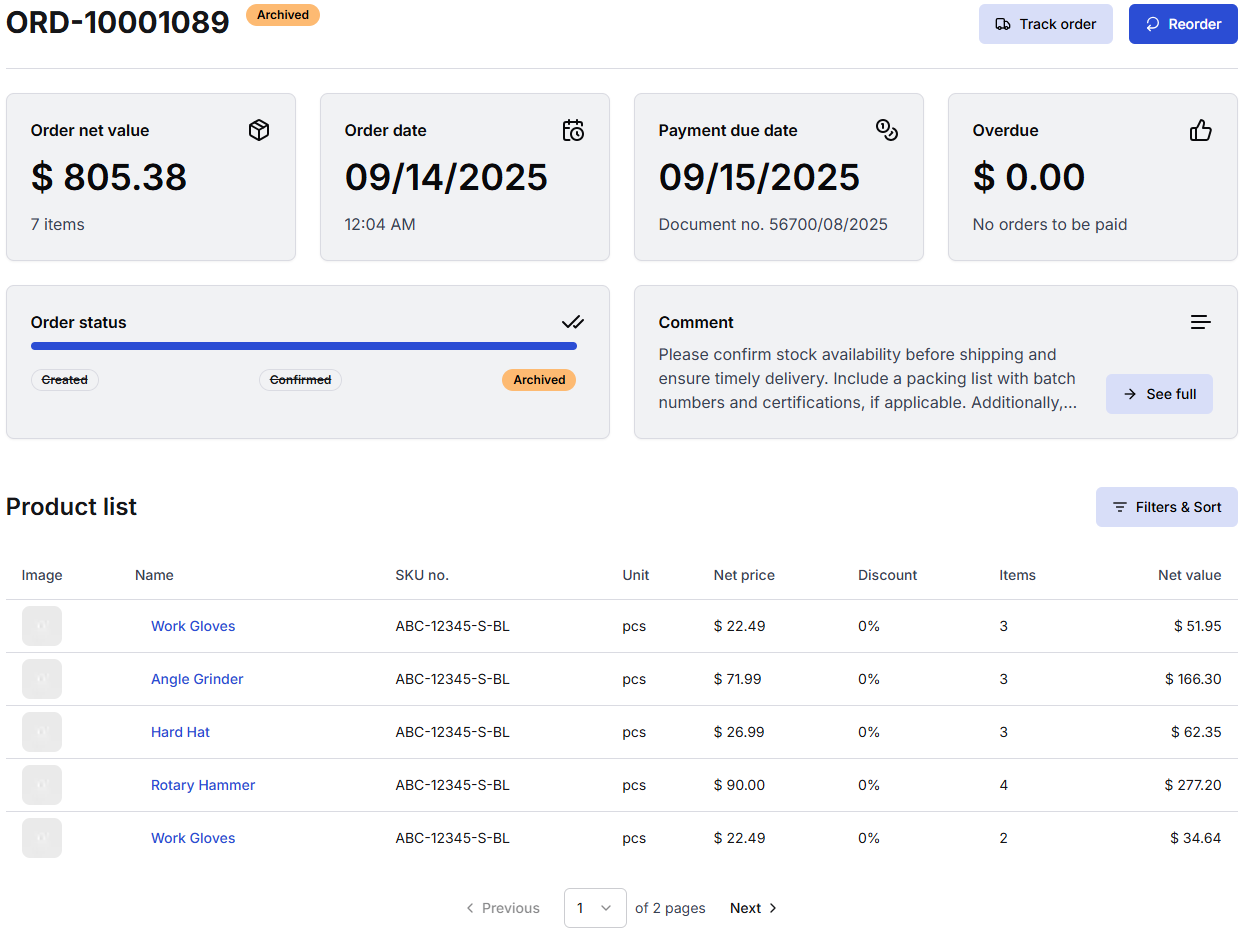 ORD-10001089 Archived Track order Reorder
Order net value Order date Payment due date Overdue
$ 805.38 09/14/2025 09/15/2025 $ 0.00
7 items 12:04 AM Document no. 56700/08/2025 No orders to be paid
Order status
Created Confirmed Archived
Comment
Please confirm stock availability before shipping and
ensure timely delivery. Include a packing list with batch
numbers and certifications, if applicable. Additionally,...
See full
Product list Filters & Sort
Image Name SKU no. Unit Net price Discount Items Net value
Work Gloves ABC-12345-S-BL pcs $ 22.49 0% 3 $ 51.95
Angle Grinder ABC-12345-S-BL pcs $ 71.99 0% 3 $ 166.30
Hard Hat ABC-12345-S-BL pcs $ 26.99 0% 3 $ 62.35
Rotary Hammer ABC-12345-S-BL pcs $ 90.00 0% 4 $ 277.20
Work Gloves ABC-12345-S-BL pcs $ 22.49 0% 2 $ 34.64
Previous 1 of 2 pages Next